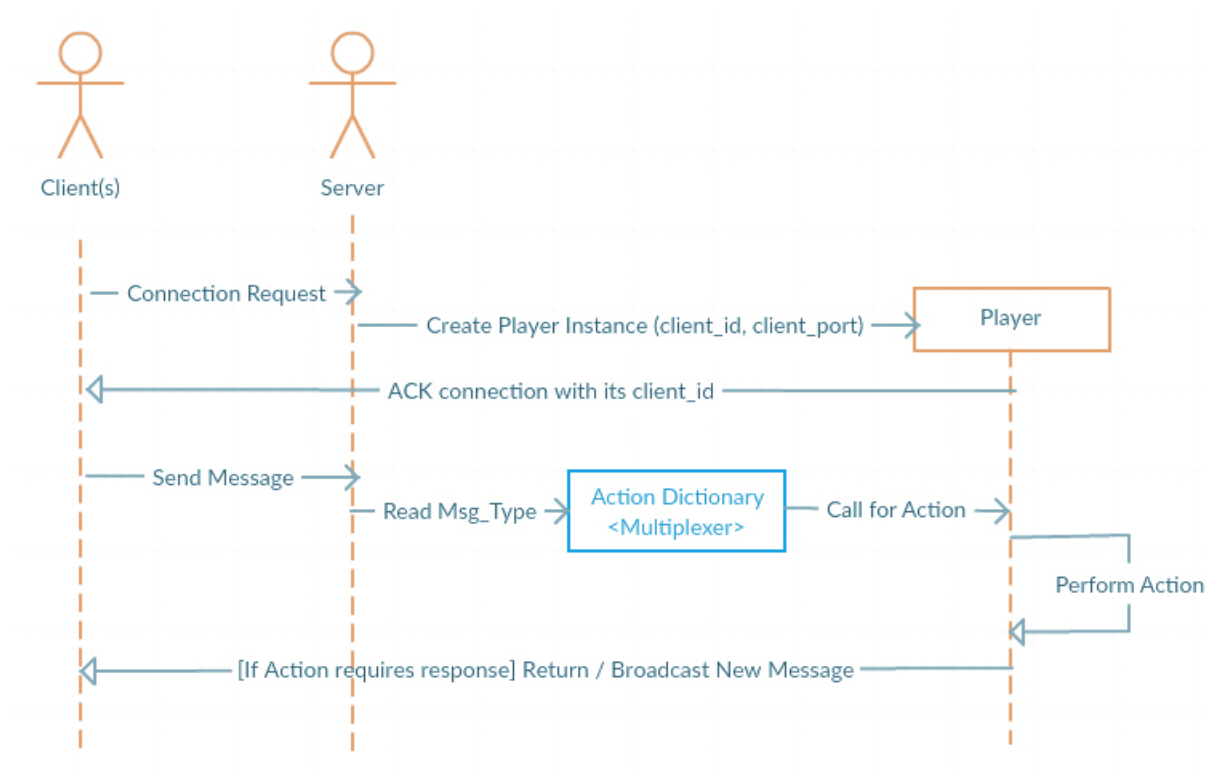 Client(s)
Server
Connection Request
Create Player Instance (client_id, client_port)
Player
ACK connection with its client_id
Send Message
Read Msg_Type
Action Dictionary
<Multiplexer>
Call for Action
Perform Action
[If Action requires response] Return / Broadcast New Message